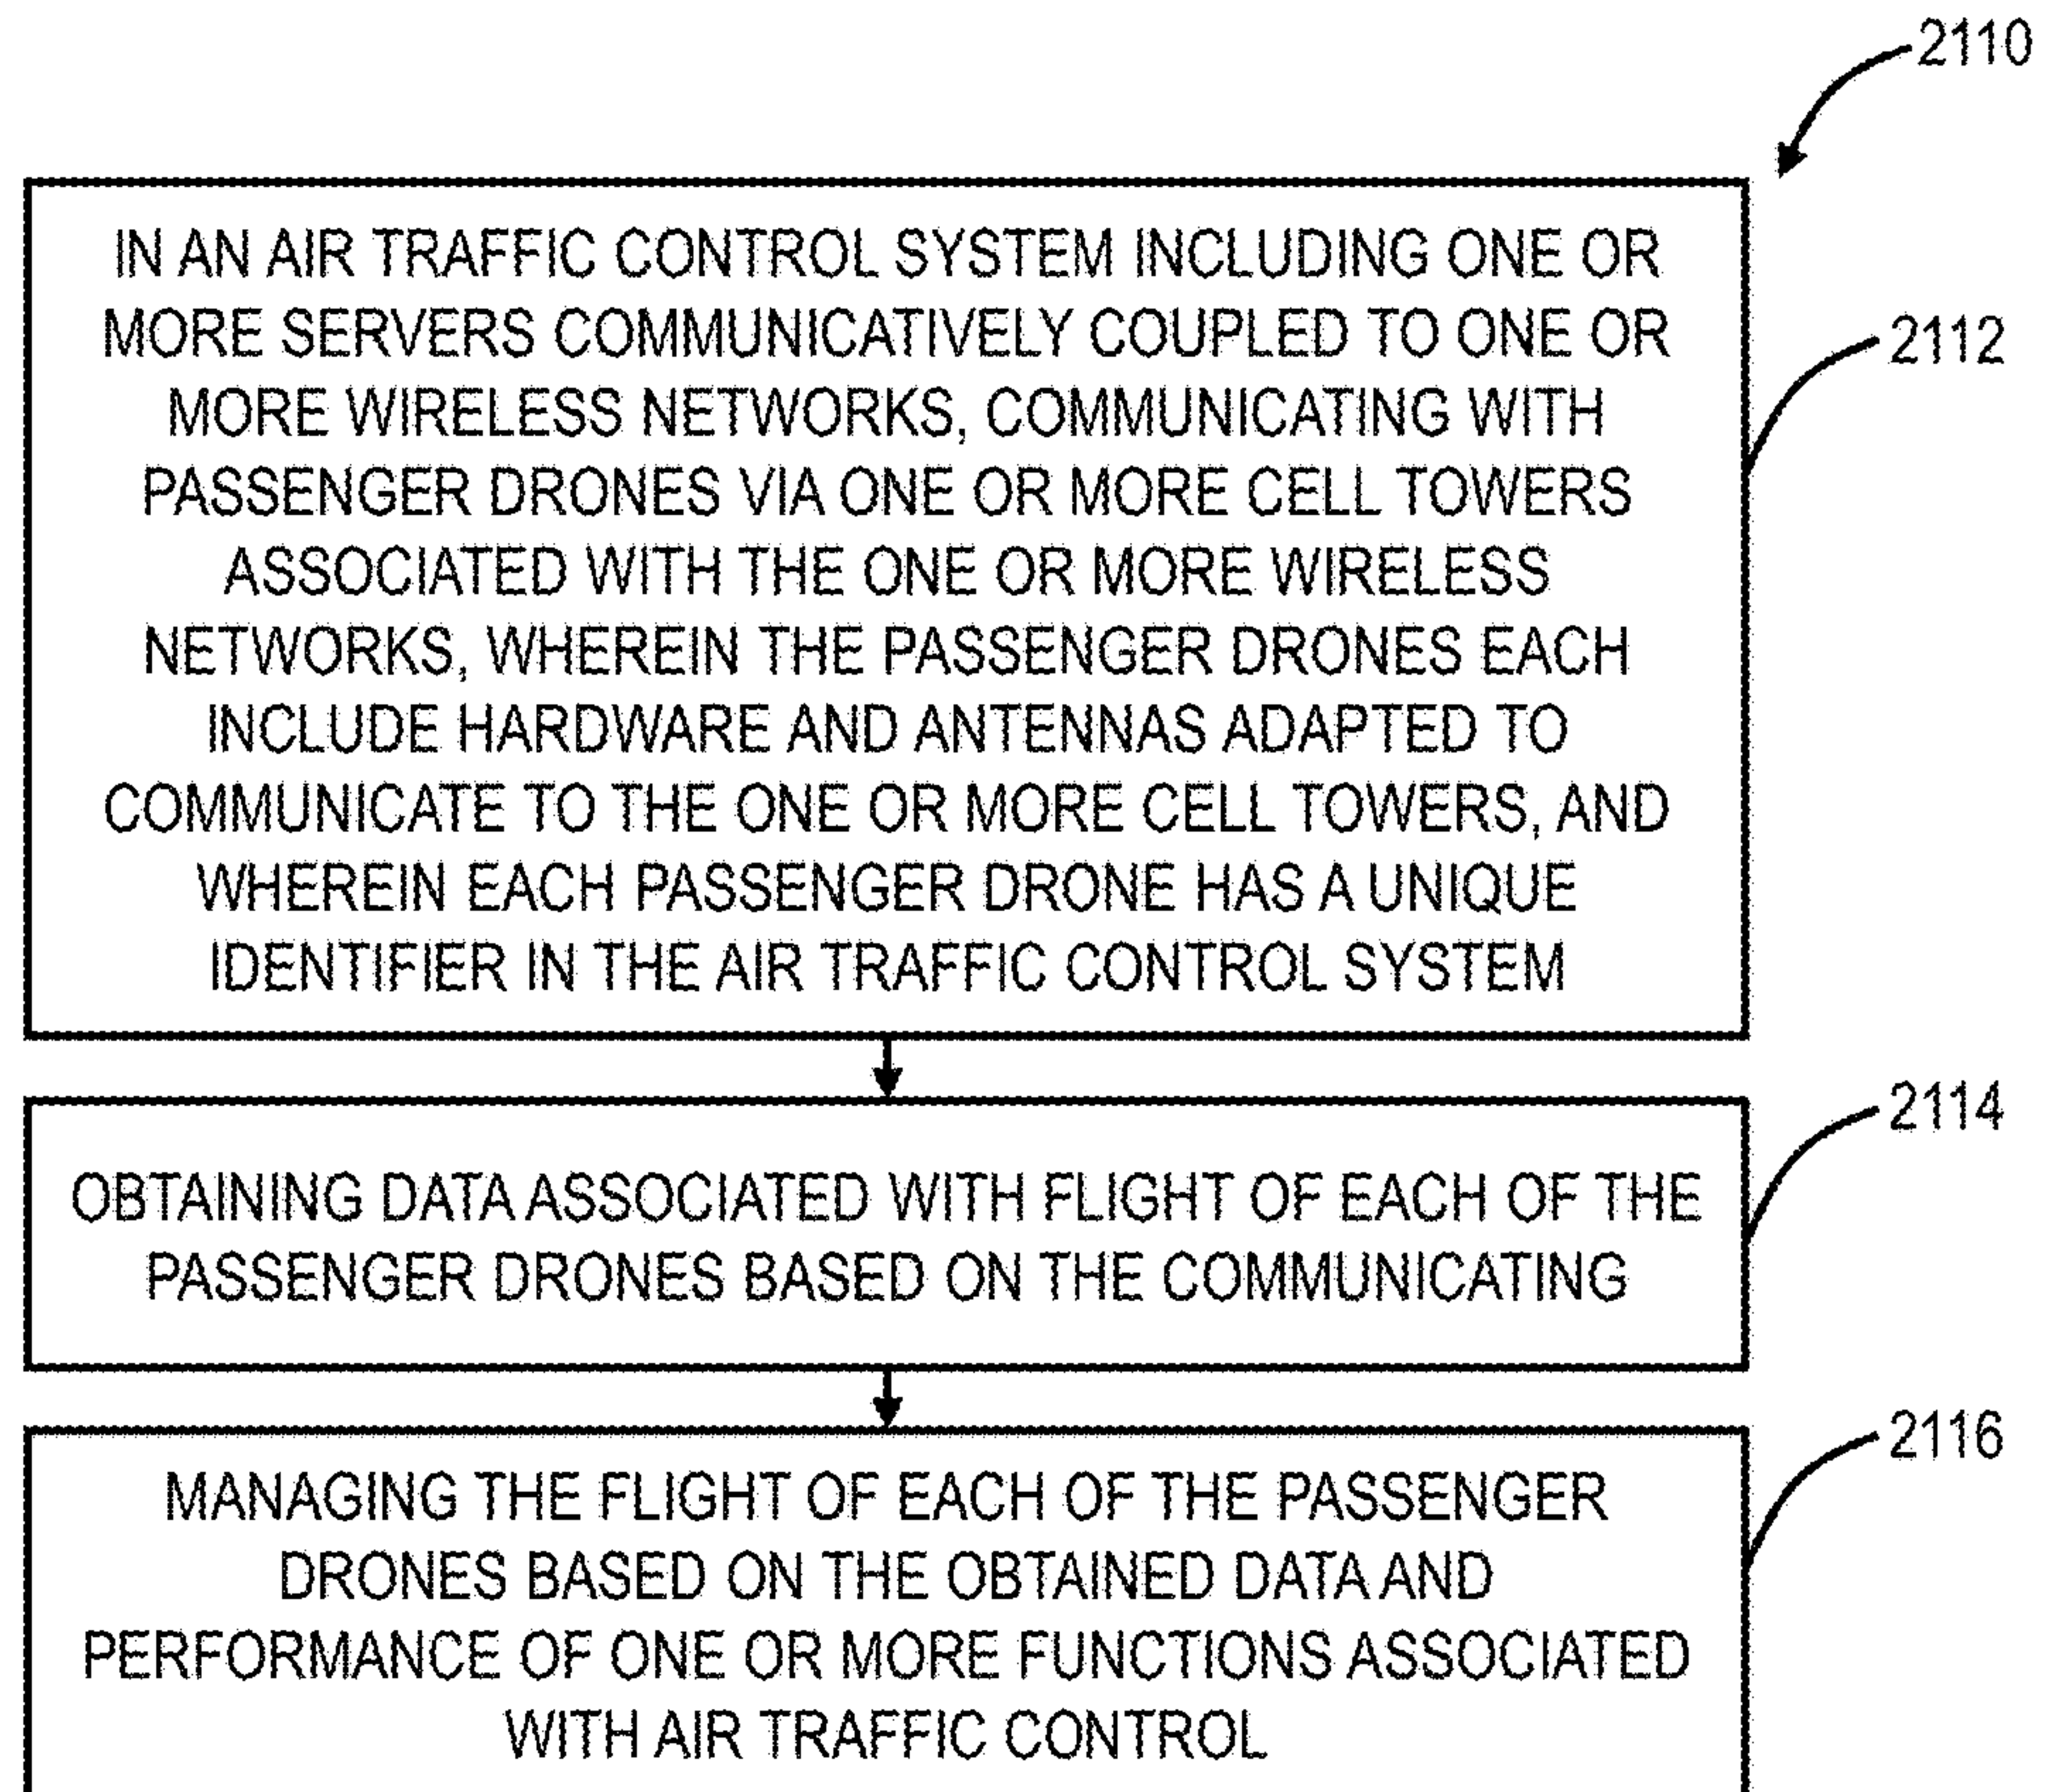 2110
IN AN AIR TRAFFIC CONTROL SYSTEM INCLUDING ONE OR
MORE SERVERS COMMUNICATIVELY COUPLED TO ONE OR
2112
MORE WIRELESS NETWORKS, COMMUNICATING WITH
PASSENGER DRONES VIA ONE OR MORE CELL TOWERS
ASSOCIATED WITH THE ONE OR MORE WIRELESS
NETWORKS, WHEREIN THE PASSENGER DRONES EACH
INCLUDE HARDWARE AND ANTENNAS ADAPTED TO
COMMUNICATE TO THE ONE OR MORE CELL TOWERS, AND
WHEREIN EACH PASSENGER DRONE HAS A UNIQUE
IDENTIFIER IN THE AIR TRAFFIC CONTROL SYSTEM
2114
OBTAINING DATA ASSOCIATED WITH FLIGHT OF EACH OF THE
PASSENGER DRONES BASED ON THE COMMUNICATING
2116
MANAGING THE FLIGHT OF EACH OF THE PASSENGER
DRONES BASED ON THE OBTAINED DATA AND
PERFORMANCE OF ONE OR MORE FUNCTIONS ASSOCIATED
WITH AIR TRAFFIC CONTROL